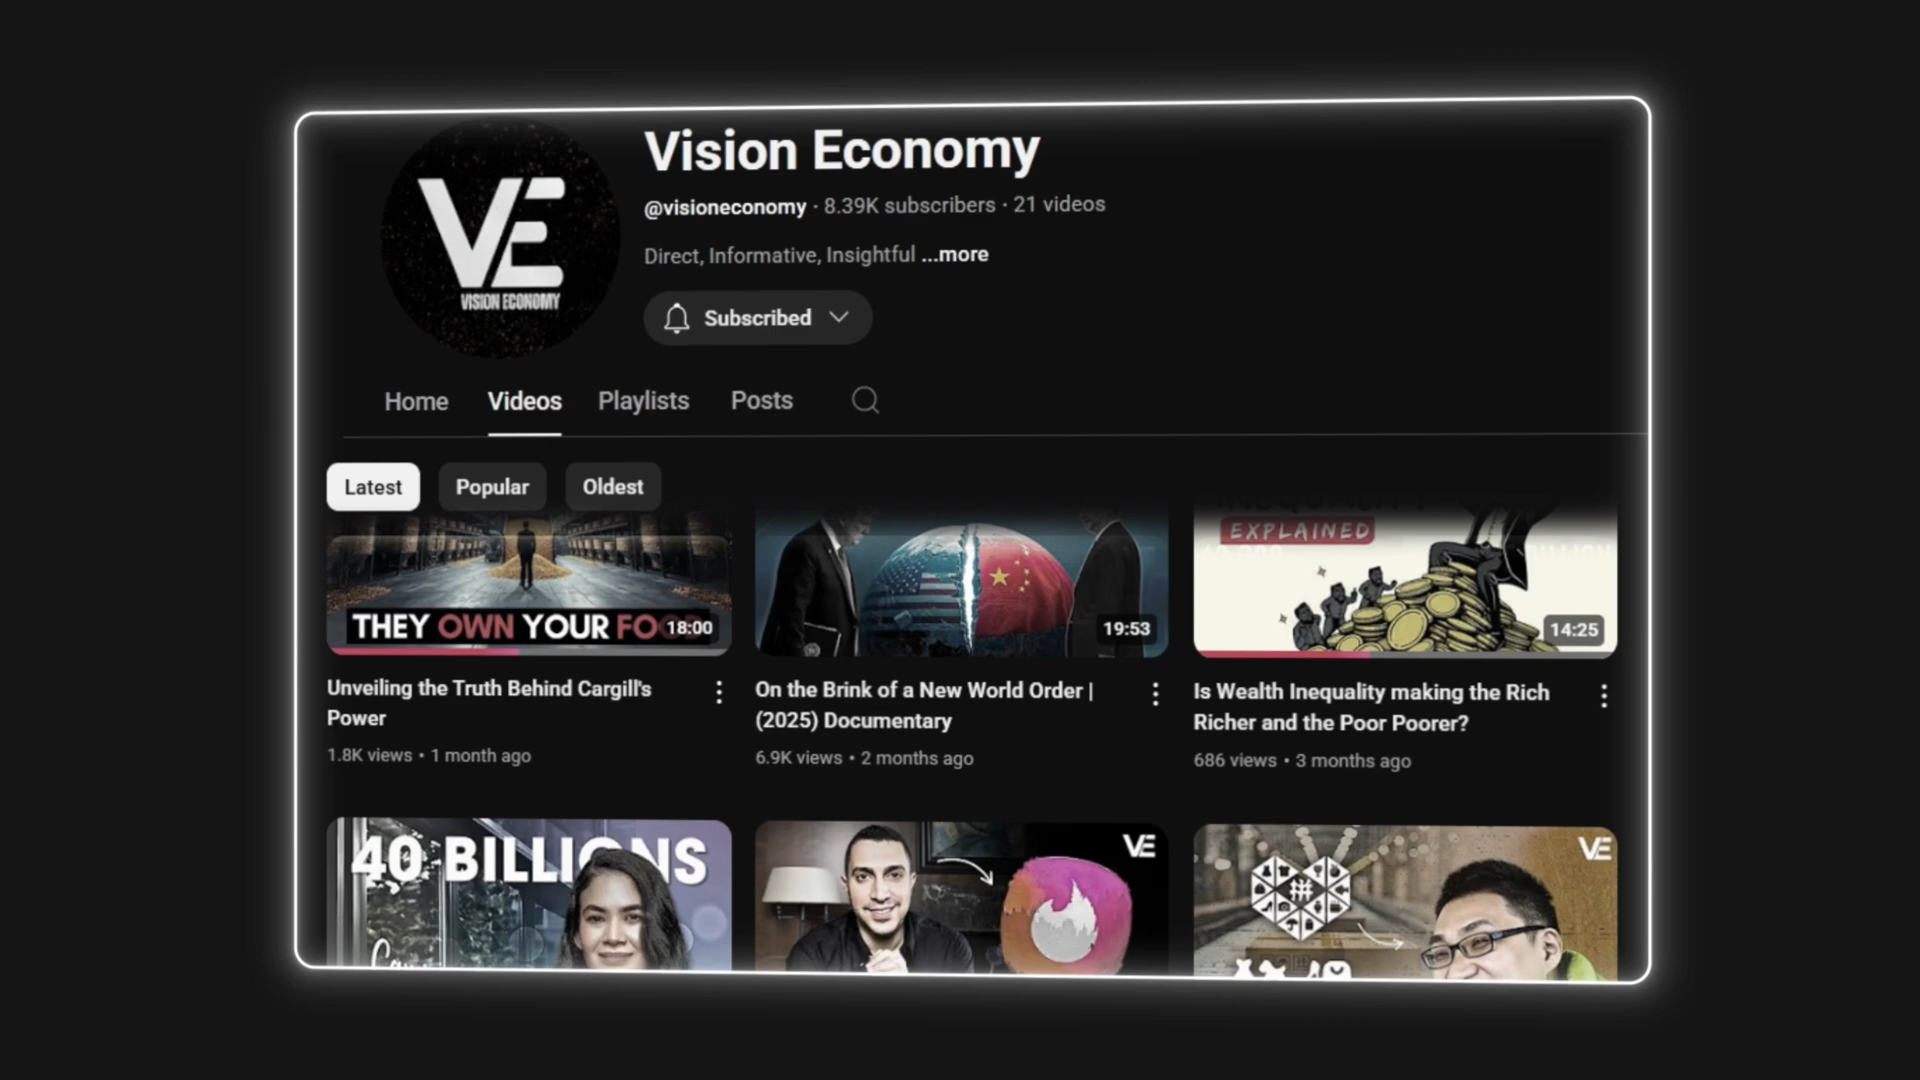 Vision Economy
@visioneconomy · 8.39K subscribers · 21 videos
Direct, Informative, Insightful ...more
Subscribed
VE
VISION ECONOMY
Home
Videos
Playlists
Posts
Latest
Popular
Oldest
THEY OWN YOUR
18:00
19:53
EXPLAINED
14:25
Unveiling the Truth Behind Cargill's
Power
1.8K views • 1 month ago
On the Brink of a New World Order |
(2025) Documentary
6.9K views • 2 months ago
Is Wealth Inequality making the Rich
Richer and the Poor Poorer?
686 views • 3 months ago
40 BILLIONS
VE
VE